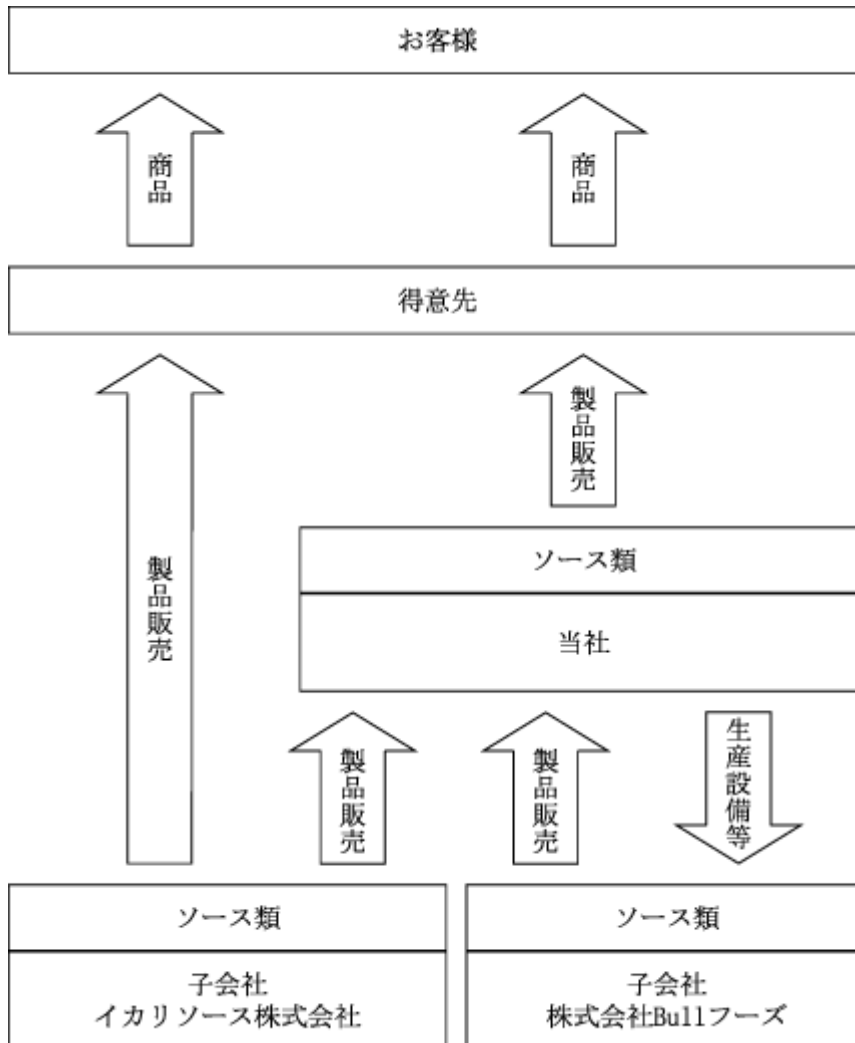 お客様
商品
商品
得意先
製品販売
製品販売
ソース類
当社
製品販売
製品販売
生産設備等
ソース類
子会社
イカリソース株式会社
ソース類
子会社
株式会社Bullフーズ